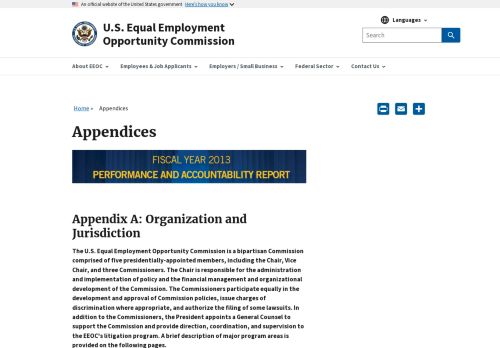 An official website of the United States government Here's how you know
U.S. Equal Employment
Opportunity Commission
Languages
Search
About EEOC
Employees & Job Applicants
Employers / Small Business
Federal Sector
Contact Us
Home » Appendices
Appendices
FISCAL YEAR 2013
PERFORMANCE AND ACCOUNTABILITY REPORT
Appendix A: Organization and
Jurisdiction
The U.S. Equal Employment Opportunity Commission is a bipartisan Commission
comprised of five presidentially-appointed members, including the Chair, Vice
Chair, and three Commissioners. The Chair is responsible for the administration
and implementation of policy and the financial management and organizational
development of the Commission. The Commissioners participate equally in the
development and approval of Commission policies, issue charges of
discrimination where appropriate, and authorize the filing of some lawsuits. In
addition to the Commissioners, the President appoints a General Counsel to
support the Commission and provide direction, coordination, and supervision to
the EEOC's litigation program. A brief description of major program areas is
provided on the following pages.